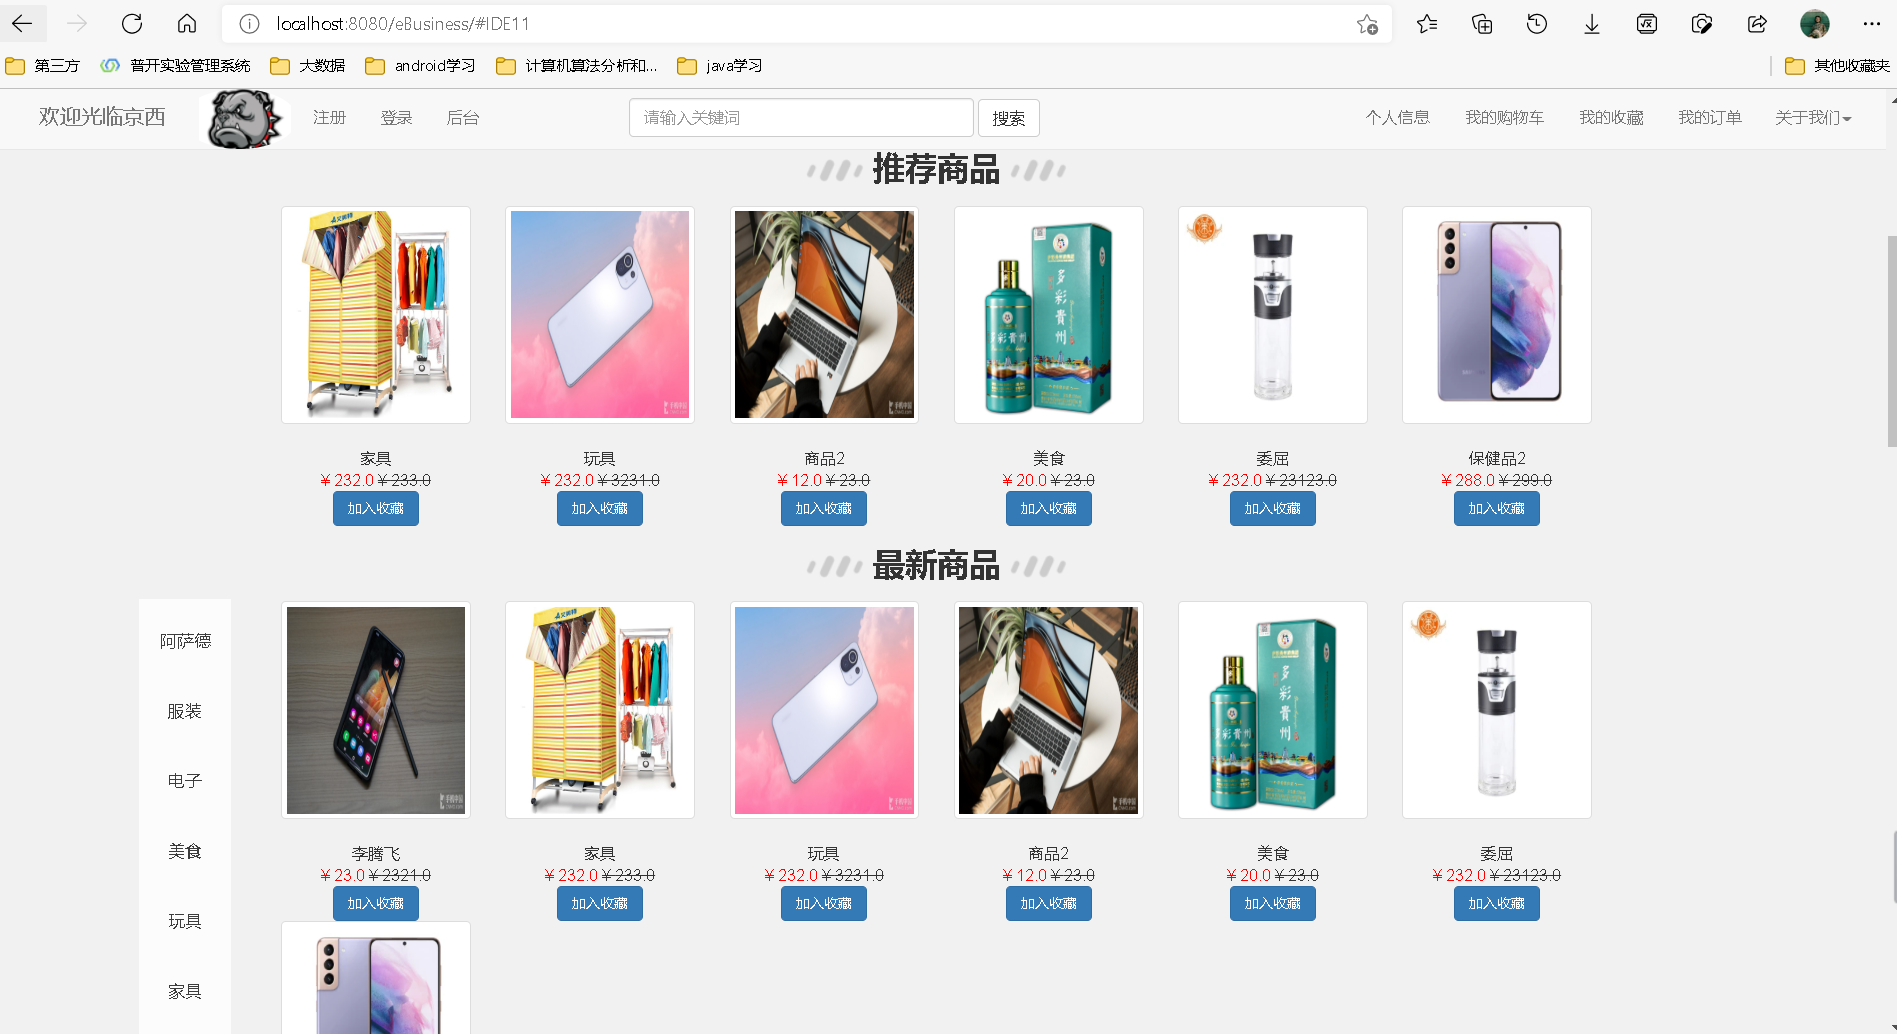 localhost:8080/eBusiness/#IDE11
第三方 普开实验管理系统 大数据 android学习 计算机算法分析和... java学习 其他收藏夹
欢迎光临京西 注册 登录 后台 请输入关键词 搜索 个人信息 我的购物车 我的收藏 我的订单 关于我们
推荐商品
多彩貴州
家具 玩具 商品2 美食 委屈 保健品2
¥ 232.0 ¥ 233.0 ¥ 232.0 ¥ 3231.0 ¥ 12.0 ¥ 23.0 ¥ 20.0 ¥ 23.0 ¥ 232.0 ¥ 23123.0 ¥ 288.0 ¥ 299.0
加入收藏 加入收藏 加入收藏 加入收藏 加入收藏 加入收藏
最新商品
阿萨德
服装
电子
美食
玩具
家具
多彩貴州
李腾飞 家具 玩具 商品2 美食 委屈
¥ 23.0 ¥ 2321.0 ¥ 232.0 ¥ 233.0 ¥ 232.0 ¥ 3231.0 ¥ 12.0 ¥ 23.0 ¥ 20.0 ¥ 23.0 ¥ 232.0 ¥ 23123.0
加入收藏 加入收藏 加入收藏 加入收藏 加入收藏 加入收藏